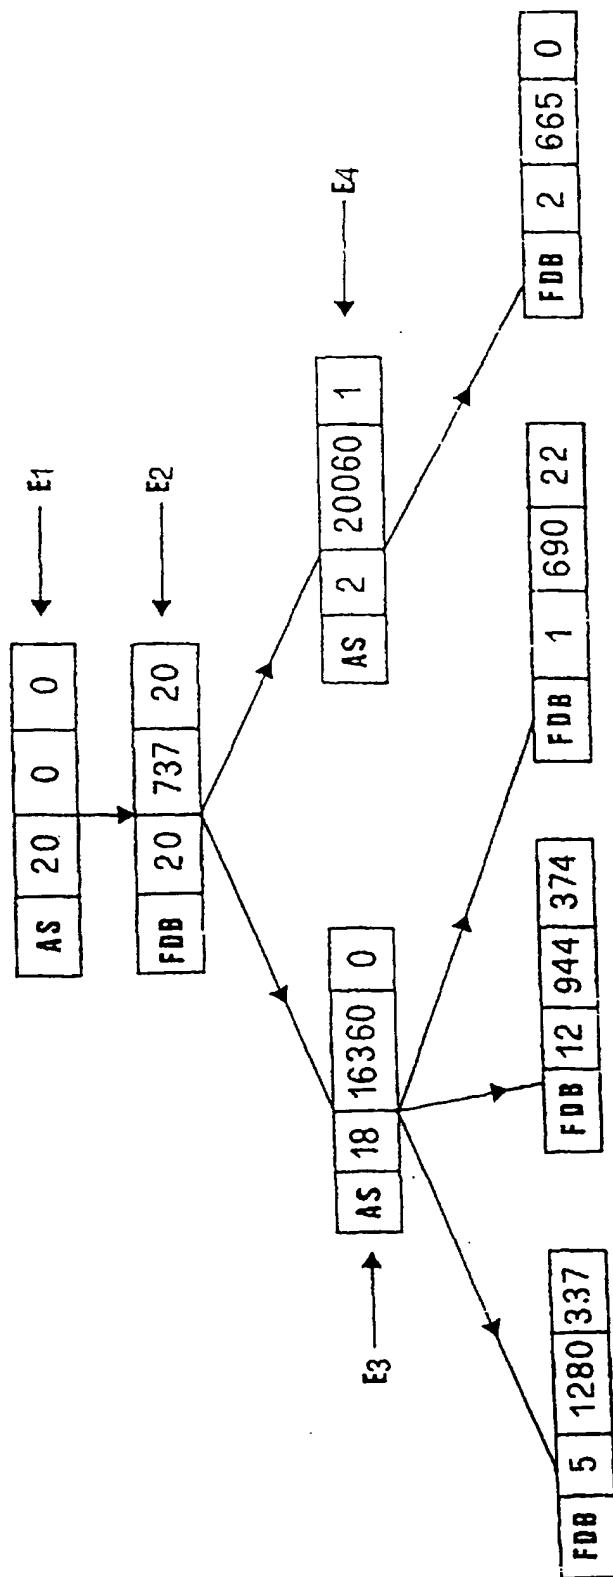 AS 20 0 0 E1
FDB 20 737 20 E2
E3 AS 18 16360 0
AS 2 20060 1 E4
FDB 5 1280 337
FDB 12 944 374
FDB 1 690 22
FDB 2 665 0